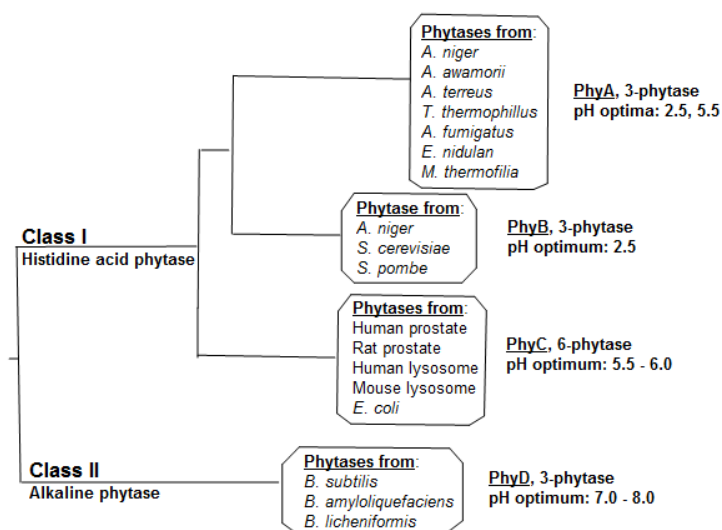 Phytases from:
A. niger
A. awamorii
A. terreus
T. thermophillus
A. fumigatus
E. nidulan
M. thermofilia
PhyA, 3-phytase
pH optima: 2.5, 5.5
Phytase from:
A. niger
S. cerevisiae
S. pombe
PhyB, 3-phytase
pH optimum: 2.5
Class I
Histidine acid phytase
Phytases from:
Human prostate
Rat prostate
Human lysosome
Mouse lysosome
E. coli
PhyC, 6-phytase
pH optimum: 5.5 - 6.0
Class II
Alkaline phytase
Phytases from:
B. subtilis
B. amyloliquefaciens
B. licheniformis
PhyD, 3-phytase
pH optimum: 7.0 - 8.0